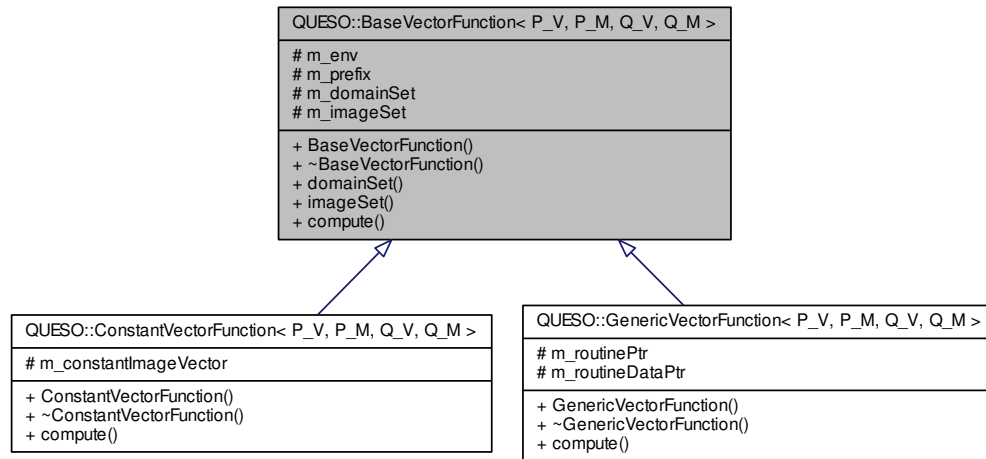 QUESO::BaseVectorFunction< P_V, P_M, Q_V, Q_M >
# m_env
# m_prefix
# m_domainSet
# m_imageSet
+ BaseVectorFunction()
+ ~BaseVectorFunction()
+ domainSet()
+ imageSet()
+ compute()
QUESO::ConstantVectorFunction< P_V, P_M, Q_V, Q_M >
# m_constantImageVector
+ ConstantVectorFunction()
+ ~ConstantVectorFunction()
+ compute()
QUESO::GenericVectorFunction< P_V, P_M, Q_V, Q_M >
# m_routinePtr
# m_routineDataPtr
+ GenericVectorFunction()
+ ~GenericVectorFunction()
+ compute()